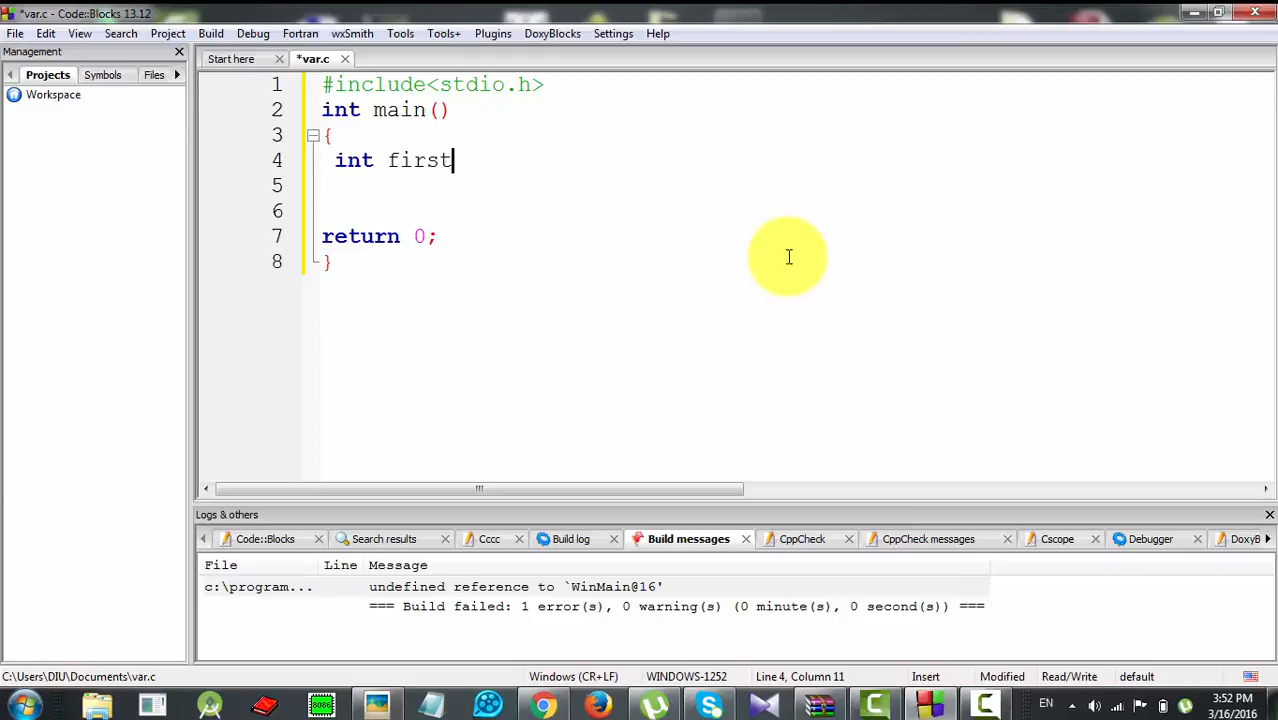 *var.c - Code::Blocks 13.12
File Edit View Search Project Build Debug Fortran wxSmith Tools Tools+ Plugins DoxyBlocks Settings Help
Management
Start here *var.c
Projects Symbols Files
Workspace
1 #include<stdio.h>
2 int main()
3 {
4 int first
5
6
7 return 0;
8 }
Logs & others
Code::Blocks Search results Cccc Build log Build messages CppCheck CppCheck messages Cscope Debugger DoxyB
File Line Message
c:\program... undefined reference to `WinMain@16'
=== Build failed: 1 error(s), 0 warning(s) (0 minute(s), 0 second(s)) ===
C:\Users\DIU\Documents\var.c Windows (CR+LF) WINDOWS-1252 Line 4, Column 11 Insert Modified Read/Write default
8086
EN
3:52 PM
3/16/2016